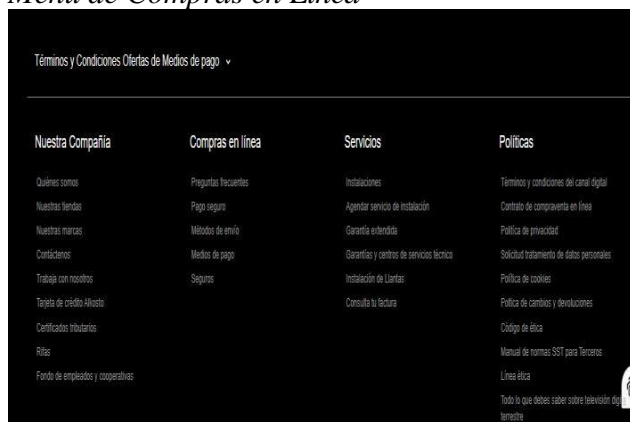 Menú de Compras en Línea
Términos y Condiciones Ofertas de Medios de pago
Nuestra Compañía
Quiénes somos
Nuestras tiendas
Nuestras marcas
Contáctenos
Trabaja con nosotros
Tarjeta de crédito Alkosto
Certificados tributarios
Rifas
Fondo de empleados y cooperativas
Compras en línea
Preguntas frecuentes
Pago seguro
Métodos de envío
Medios de pago
Seguros
Servicios
Instalaciones
Agendar servicio de instalación
Garantía extendida
Garantías y centros de servicios técnico
Instalación de Llantas
Consulta tu factura
Políticas
Términos y condiciones del canal digital
Contrato de compraventa en línea
Política de privacidad
Solicitud tratamiento de datos personales
Política de cookies
Política de cambios y devoluciones
Código de ética
Manual de normas SST para Terceros
Línea ética
Todo lo que debes saber sobre televisión
terrestre